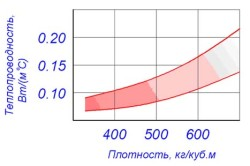 Теплопроводность,
Вт/(м°С)
0.20
0.15
0.10
400 500 600
Плотность, кг/куб.м